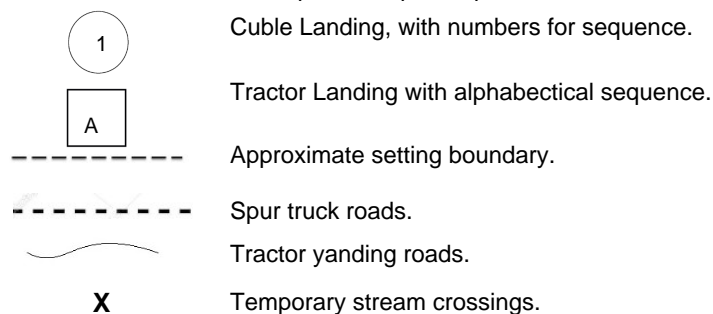 1 Cuble Landing, with numbers for sequence.
A Tractor Landing with alphabectical sequence.
Approximate setting boundary.
Spur truck roads.
Tractor yanding roads.
X Temporary stream crossings.